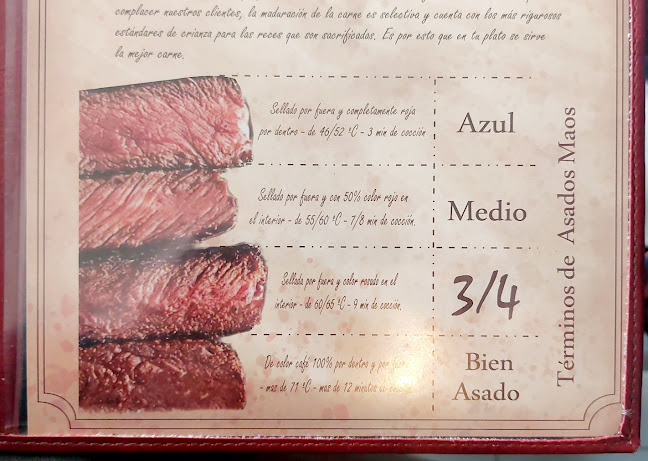 complacer nuestros clientes, la maduración de la carne es selectiva y cuenta con los más rigurosos
estándares de crianza para las reces que son sacrificadas. Es por esto que en tu plato se sirve
la mejor carne.
Sellado por fuera y completamente roja
por dentro - de 46/52 °C - 3 min de cocción
Azul
Sellado por fuera y con 50% color rojo en
el interior - de 55/60 °C - 7/8 min de cocción.
Medio
Sellada por fuera y color rosado en el
interior - de 60/65 °C - 9 min de cocción.
3/4
De color café 100% por dentro y por fuera
- mas de 71 °C - mas de 12 minutos
Bien
Asado
Términos de Asados Maos